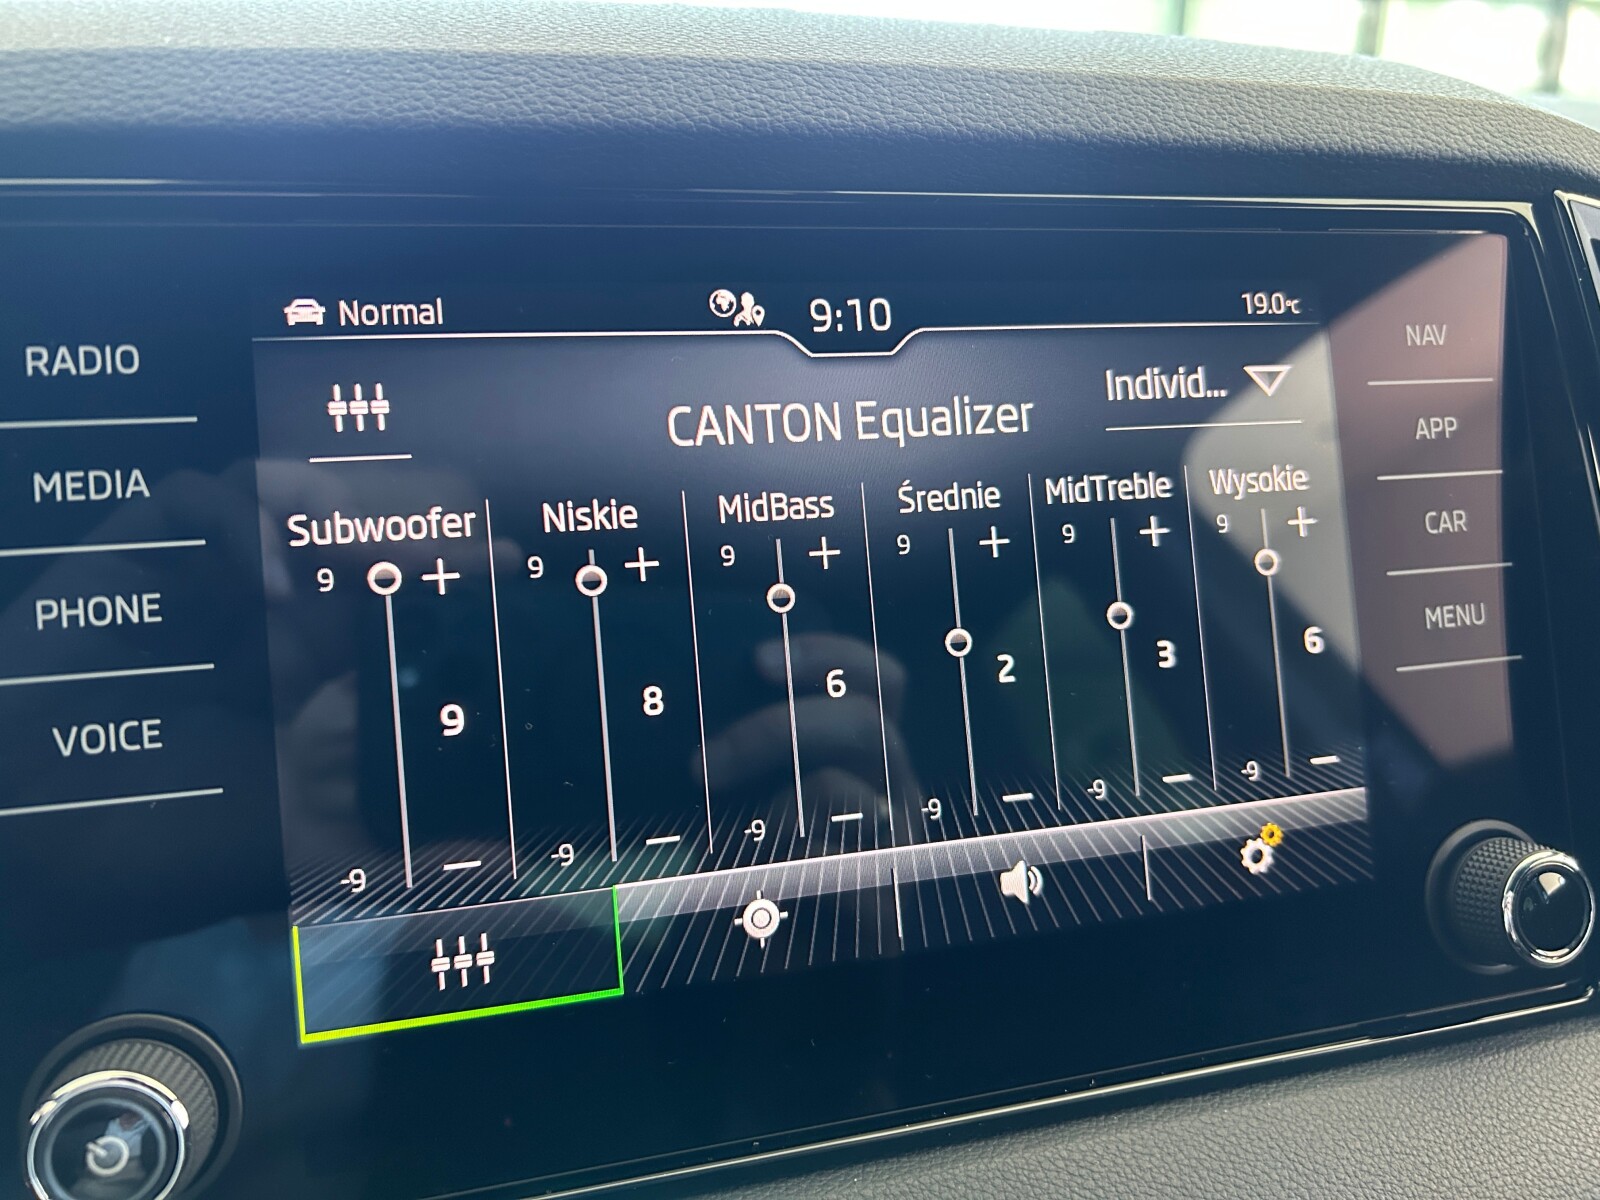 Normal
9:10
19.0°C
RADIO
MEDIA
PHONE
VOICE
CANTON Equalizer
Individ...
Subwoofer
9 +
9
-9 −
Niskie
9 +
8
-9 −
MidBass
9 +
6
-9 −
Średnie
9 +
2
-9 −
MidTreble
9 +
3
-9 −
Wysokie
9 +
6
-9 −
NAV
APP
CAR
MENU